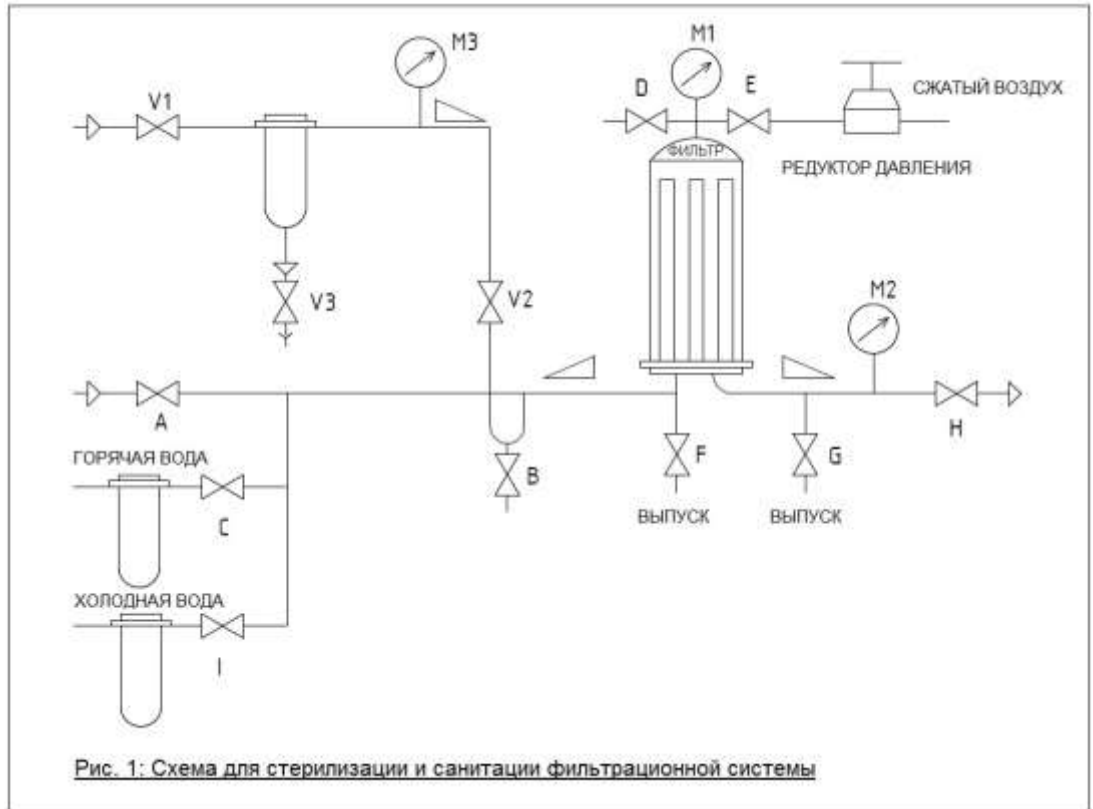 M3
M1
V1
D
E
СЖАТЫЙ ВОЗДУХ
ФИЛЬТР
РЕДУКТОР ДАВЛЕНИЯ
V3
V2
M2
A
H
ГОРЯЧАЯ ВОДА
F
G
B
C
ВЫПУСК
ВЫПУСК
ХОЛОДНАЯ ВОДА
I
Рис. 1: Схема для стерилизации и санитации фильтрационной системы